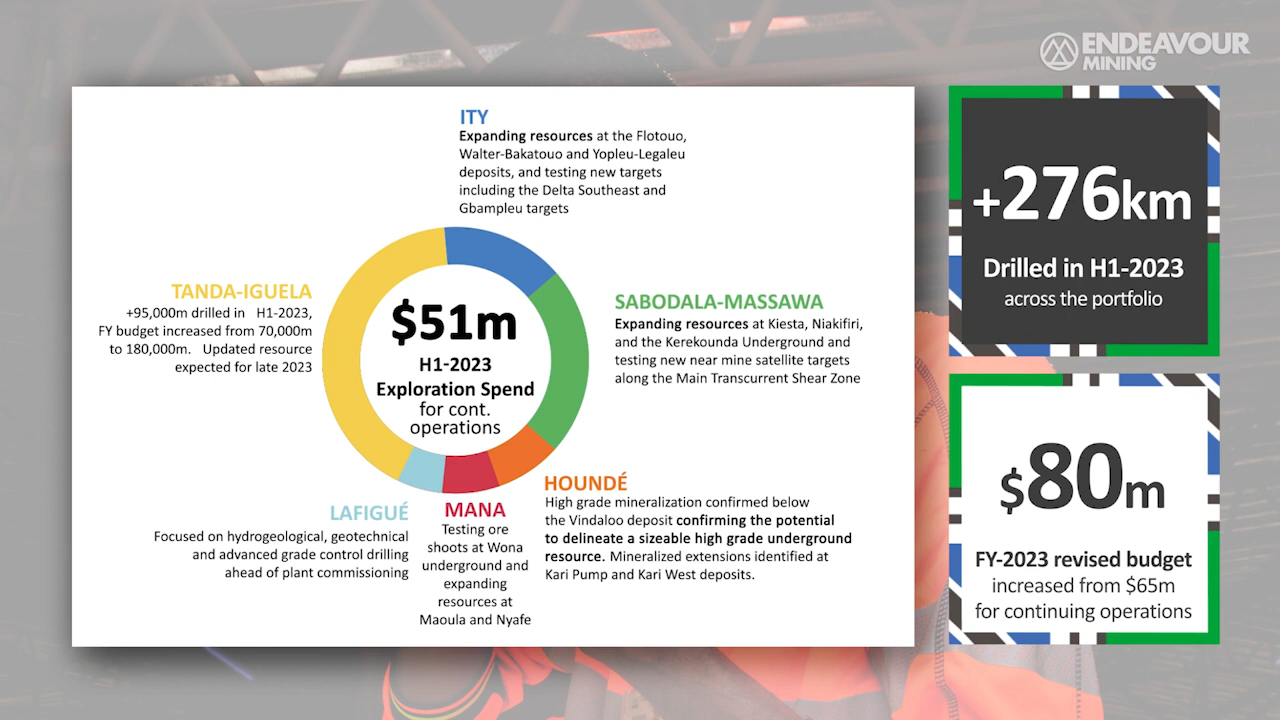 ENDEAVOUR
MINING
ITY
Expanding resources at the Flotouo,
Walter-Bakatouo and Yopleu-Legaleu
deposits, and testing new targets
including the Delta Southeast and
Gbampleu targets
TANDA-IGUELA
+95,000m drilled in H1-2023,
FY budget increased from 70,000m
to 180,000m. Updated resource
expected for late 2023
$51m
H1-2023
Exploration Spend
for cont.
operations
SABODALA-MASSAWA
Expanding resources at Kiesta, Niakifiri,
and the Kerekounda Underground and
testing new near mine satellite targets
along the Main Transcurrent Shear Zone
LAFIGUÉ
Focused on hydrogeological, geotechnical
and advanced grade control drilling
ahead of plant commissioning
MANA
Testing ore
shoots at Wona
underground and
expanding
resources at
Maoula and Nyafe
HOUNDÉ
High grade mineralization confirmed below
the Vindaloo deposit confirming the potential
to delineate a sizeable high grade underground
resource. Mineralized extensions identified at
Kari Pump and Kari West deposits.
+276km
Drilled in H1-2023
across the portfolio
$80m
FY-2023 revised budget
increased from $65m
for continuing operations